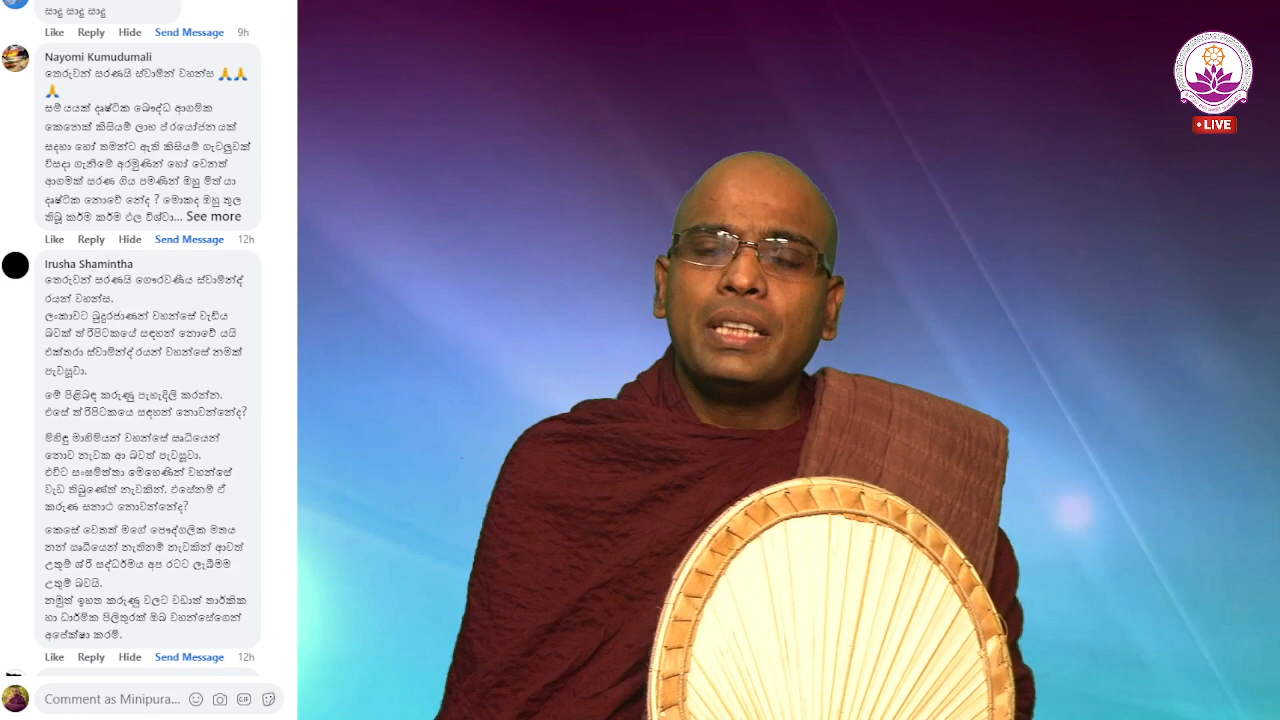 සාදු සාදු සාදු
Like Reply Hide Send Message 9h
Nayomi Kumudumali
තෙරුවන් සරණයි ස්වාමීන් වහන්ස 🙏🙏
🙏
සම් යයක් දෘෂ්ටික බෞද්ධ ආගමික
කෙනෙක් කිසියම් ලාභ ප්‍රයෝජනයක්
සඳහා හෝ තමන්ට ඇති කිසියම් ගැටලුවක්
විසඳා ගැනීමේ අරමුණින් හෝ වෙනත්
ආගමක් සරණ ගිය පමණින් ඔහු මිත් යා
දෘෂ්ටික නොවේ නේද ? මොකද ඔහු තුල
තිබූ කර්ම කර්ම ඵල විශ්වා... See more
Like Reply Hide Send Message 12h
Irusha Shamintha
තෙරුවන් සරණයි ගෞරවණීය ස්වාමින්ද්
රයන් වහන්ස.
ලංකාවට බුදුරජාණන් වහන්සේ වැඩිය
බවක් ත්‍රිපිටකයේ සඳහන් නොවේ යයි
එක්තරා ස්වාමින්ද්‍රයන් වහන්සේ නමක්
පැවසූවා.
මේ පිළිබඳ කරුණු පැහැදිලි කරන්න.
එසේ ත්‍රිපිටකයෙ සඳහන් නොවන්නේද?
මිහිඳු මාහිමියන් වහන්සේ ඍධියෙන්
නොව නැවක ආ බවත් පැවසූවා.
එවිට සංඝමිත්තා මෙහෙණින් වහන්සේ
වැඩ තිබුණේත් නැවකින්. එසේනම් ඒ
කරුණ සනාථ නොවන්නේද?
කෙසේ වෙතත් මගේ පෞද්ගලික මතය
නන් ඍධියෙන් නැතිනම් නැවකින් ආවත්
උතුම් ශ්‍රී සද්ධර්මය අප රටට ලැබීමම
උතුම් බවයි.
නමුත් ඉහත කරුණු වලට වඩාත් තාර්කික
හා ධාර්මික පිලිතුරක් ඔබ වහන්සේගෙන්
අපේක්ෂා කරමි.
Like Reply Hide Send Message 12h
Comment as Minipura...
GIF
LIVE